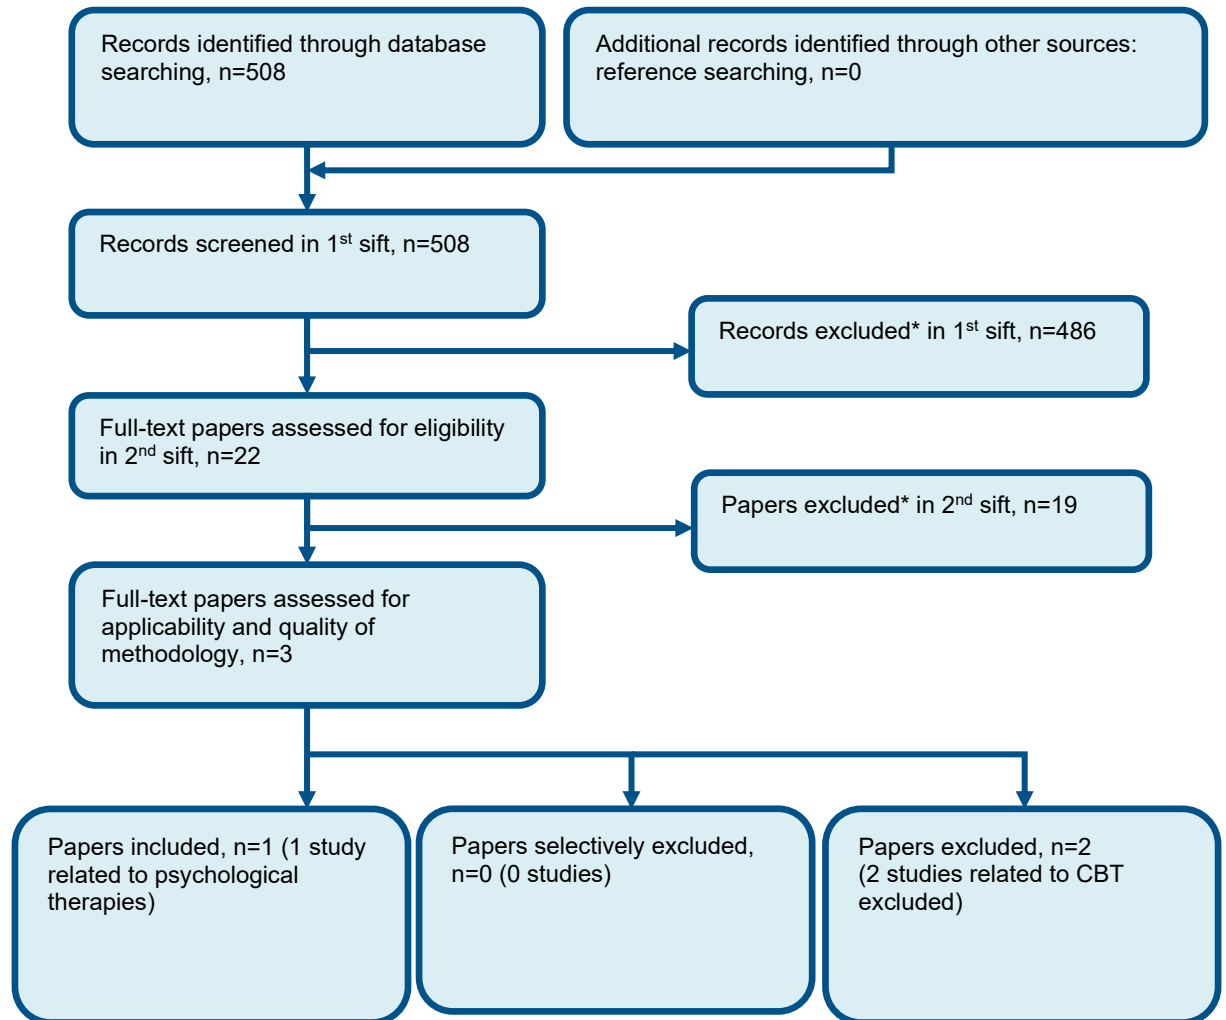 Records identified through database
searching, n=508
Additional records identified through other sources:
reference searching, n=0
Records screened in 1st sift, n=508
Records excluded* in 1st sift, n=486
Full-text papers assessed for eligibility
in 2nd sift, n=22
Papers excluded* in 2nd sift, n=19
Full-text papers assessed for
applicability and quality of
methodology, n=3
Papers included, n=1 (1 study
related to psychological
therapies)
Papers selectively excluded,
n=0 (0 studies)
Papers excluded, n=2
(2 studies related to CBT
excluded)